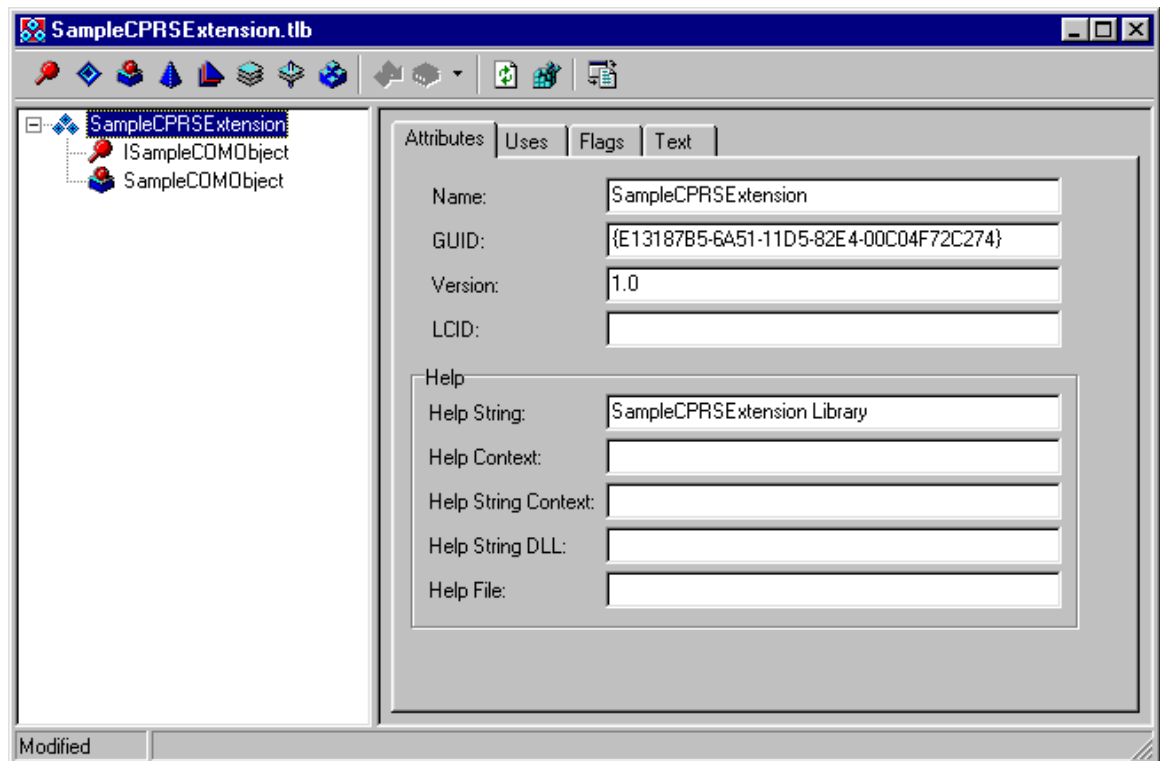 SampleCPRSExtension.tlb
SampleCPRSExtension
ISampleCOMObject
SampleCOMObject
Attributes Uses Flags Text
Name: SampleCPRSExtension
GUID: {E13187B5-6A51-11D5-82E4-00C04F72C274}
Version: 1.0
LCID:
Help
Help String: SampleCPRSExtension Library
Help Context:
Help String Context:
Help String DLL:
Help File:
Modified